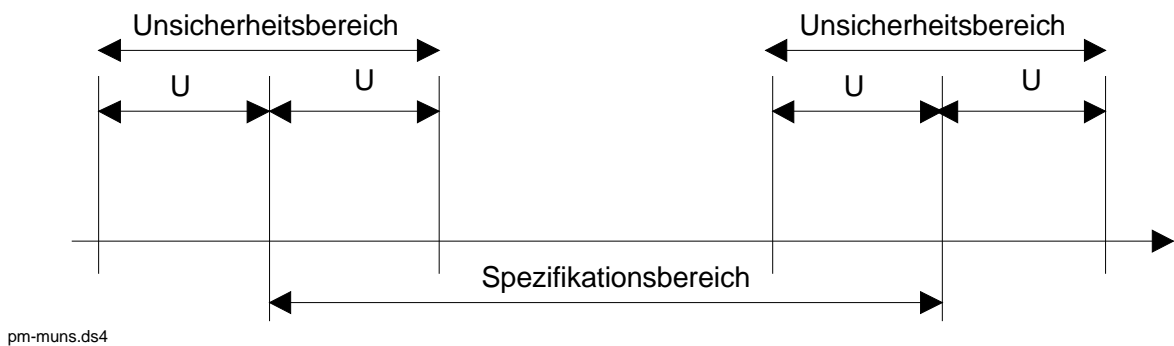 Unsicherheitsbereich Unsicherheitsbereich
U U U U
Spezifikationsbereich
pm-muns.ds4